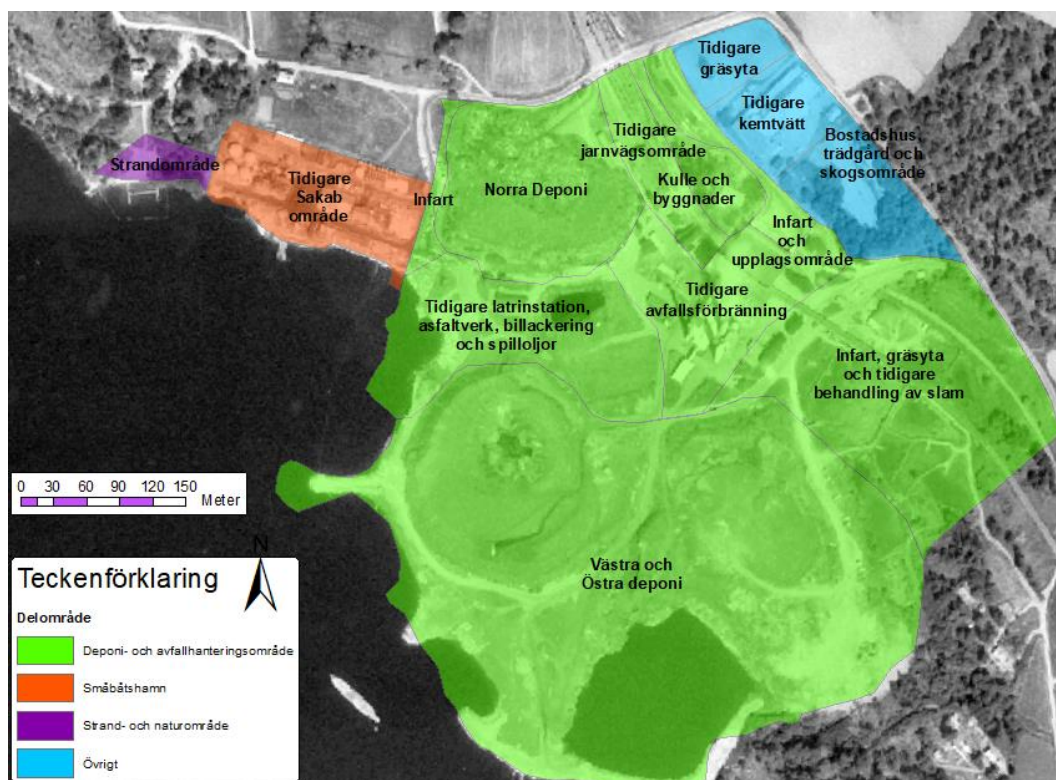 Tidigare
gräsyta
Tidigare
kemtvätt
Bostadshus,
trädgård och
skogsområde
Tidigare
jarnvägsområde
Strandområde
Tidigare
Sakab
område
Infart
Norra Deponi
Kulle och
byggnader
Infart
och
upplagsområde
Tidigare latrinstation,
asfaltverk, billackering
och spilloljor
Tidigare
avfallsförbränning
Infart, gräsyta
och tidigare
behandling av slam
0 30 60 90 120 150
Meter
Västra och
Östra deponi
N
Teckenförklaring
Delområde
Deponi- och avfallhanteringsområde
Småbåtshamn
Strand- och naturområde
Övrigt